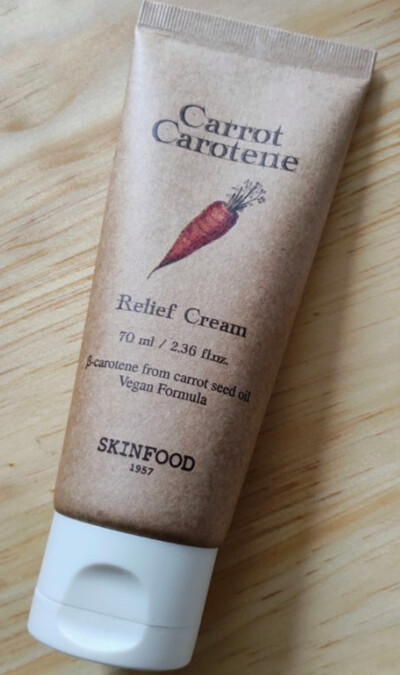 Carrot
Carotene
Relief Cream
70 ml / 2.36 fl.oz.
β-carotene from carrot seed oil
Vegan Formula
SKINFOOD
1957